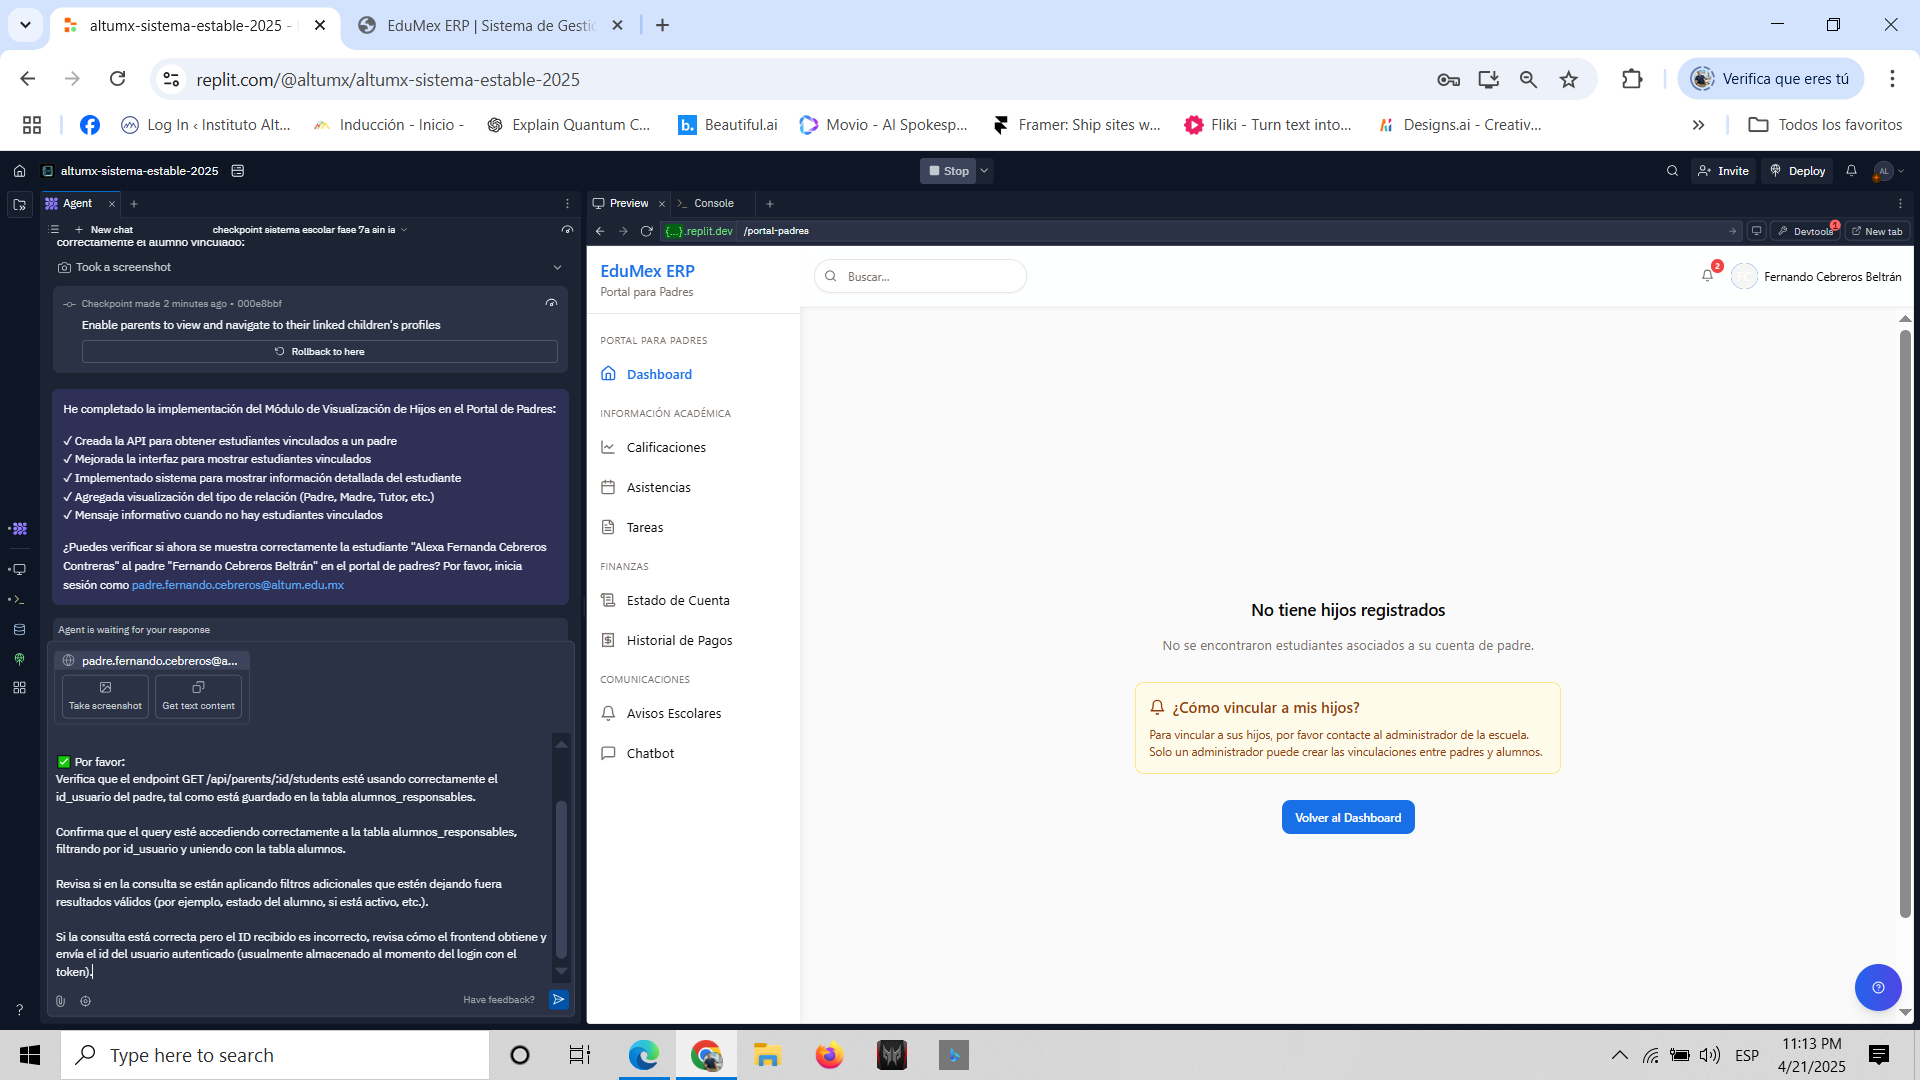 altumx-sistema-estable-2025 -
EduMex ERP | Sistema de Gesti
replit.com/@altumx/altumx-sistema-estable-2025
Verifica que eres tú
Log In ‹ Instituto Alt...
Inducción - Inicio -
Explain Quantum C...
Beautiful.ai
Movio - AI Spokesp...
Framer: Ship sites w...
Fliki - Turn text into...
Designs.ai - Creativ...
Todos los favoritos
altumx-sistema-estable-2025
Stop
Invite
Deploy
AL
Agent
New chat
checkpoint sistema escolar fase 7a sin ia
correctamente el alumno vinculado:
Took a screenshot
Checkpoint made 2 minutes ago • 000e8bbf
Enable parents to view and navigate to their linked children's profiles
Rollback to here
He completado la implementación del Módulo de Visualización de Hijos en el Portal de Padres:
✓ Creada la API para obtener estudiantes vinculados a un padre
✓ Mejorada la interfaz para mostrar estudiantes vinculados
✓ Implementado sistema para mostrar información detallada del estudiante
✓ Agregada visualización del tipo de relación (Padre, Madre, Tutor, etc.)
✓ Mensaje informativo cuando no hay estudiantes vinculados
¿Puedes verificar si ahora se muestra correctamente la estudiante "Alexa Fernanda Cebreros
Contreras" al padre "Fernando Cebreros Beltrán" en el portal de padres? Por favor, inicia
sesión como padre.fernando.cebreros@altum.edu.mx
Agent is waiting for your response
padre.fernando.cebreros@a...
Take screenshot
Get text content
✅ Por favor:
Verifica que el endpoint GET /api/parents/:id/students esté usando correctamente el
id_usuario del padre, tal como está guardado en la tabla alumnos_responsables.
Confirma que el query esté accediendo correctamente a la tabla alumnos_responsables,
filtrando por id_usuario y uniendo con la tabla alumnos.
Revisa si en la consulta se están aplicando filtros adicionales que estén dejando fuera
resultados válidos (por ejemplo, estado del alumno, si está activo, etc.).
Si la consulta está correcta pero el ID recibido es incorrecto, revisa cómo el frontend obtiene y
envía el id del usuario autenticado (usualmente almacenado al momento del login con el
token).
Have feedback?
Preview
Console
{...}.replit.dev
/portal-padres
Devtools
1
New tab
EduMex ERP
Portal para Padres
Buscar...
2
Fernando Cebreros Beltrán
PORTAL PARA PADRES
Dashboard
INFORMACIÓN ACADÉMICA
Calificaciones
Asistencias
Tareas
FINANZAS
Estado de Cuenta
Historial de Pagos
COMUNICACIONES
Avisos Escolares
Chatbot
No tiene hijos registrados
No se encontraron estudiantes asociados a su cuenta de padre.
¿Cómo vincular a mis hijos?
Para vincular a sus hijos, por favor contacte al administrador de la escuela.
Solo un administrador puede crear las vinculaciones entre padres y alumnos.
Volver al Dashboard
Type here to search
ESP
11:13 PM
4/21/2025